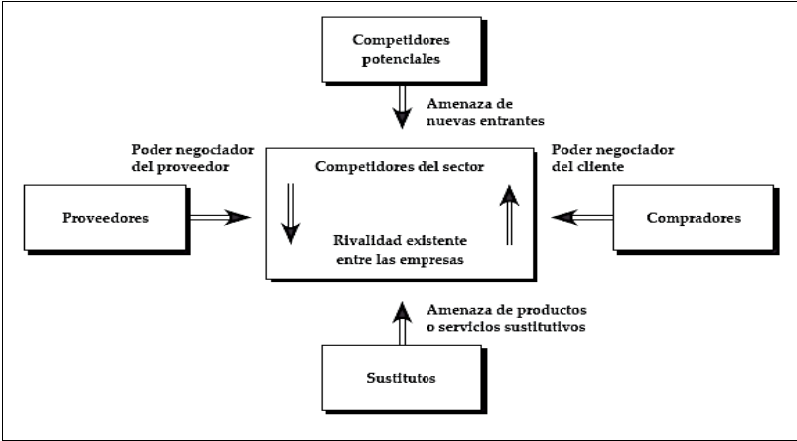 Competidores
potenciales
Amenaza de
nuevas entrantes
Poder negociador
del proveedor
Poder negociador
del cliente
Competidores del sector
Proveedores
Compradores
Rivalidad existente
entre las empresas
Amenaza de productos
o servicios sustitutivos
Sustitutos